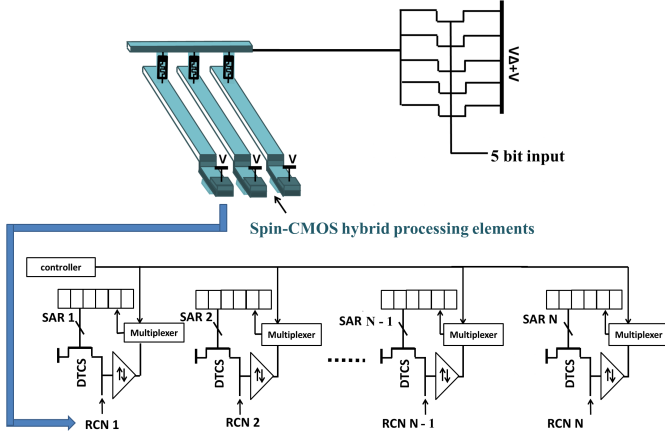 V∆+V
5 bit input
V V V
Spin-CMOS hybrid processing elements
controller
SAR 1 SAR 2 SAR N - 1 SAR N
Multiplexer Multiplexer Multiplexer Multiplexer
DTCS DTCS DTCS DTCS
RCN 1 RCN 2 RCN N - 1 RCN N